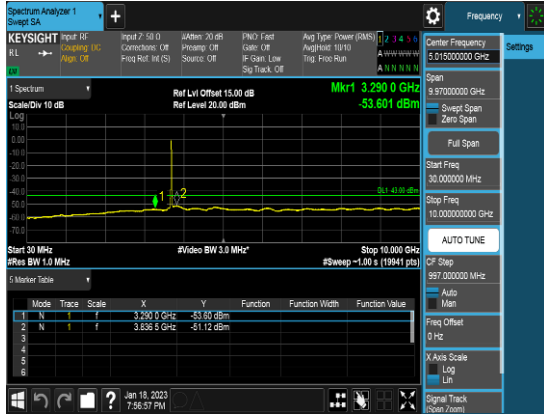 Spectrum Analyzer 1
Swept SA
Frequency
KEYSIGHT
Input: RF
Input Z: 50 Ω
#Atten: 20 dB
PNO: Fast
Avg Type: Power (RMS)
1 2 3 4 5 6
RL
Coupling: DC
Corrections: Off
Preamp: Off
Gate: Off
Avg|Hold: 10/10
A W W W W W
Align: Off
Freq Ref: Int (S)
Source: Off
IF Gain: Low
Trig: Free Run
Sig Track: Off
A N N N N N
1 Spectrum
Scale/Div 10 dB
Ref Lvl Offset 15.00 dB
Ref Level 20.00 dBm
Mkr1 3.290 0 GHz
-53.601 dBm
Log
10.0
0.00
-10.0
-20.0
-30.0
-40.0
-50.0
-60.0
-70.0
1
2
DL1 -43.00 dBm
Start 30 MHz
#Res BW 1.0 MHz
#Video BW 3.0 MHz*
Stop 10.000 GHz
#Sweep ~1.00 s (19941 pts)
5 Marker Table
Mode Trace Scale X Y Function Function Width Function Value
1 N 1 f 3.290 0 GHz -53.60 dBm
2 N 1 f 3.836 5 GHz -51.12 dBm
3
4
5
6
Jan 18, 2023
7:56:57 PM
Center Frequency
5.015000000 GHz
Settings
Span
9.97000000 GHz
Swept Span
Zero Span
Full Span
Start Freq
30.000000 MHz
Stop Freq
10.000000000 GHz
AUTO TUNE
CF Step
997.000000 MHz
Auto
Man
Freq Offset
0 Hz
X Axis Scale
Log
Lin
Signal Track
(Span Zoom)